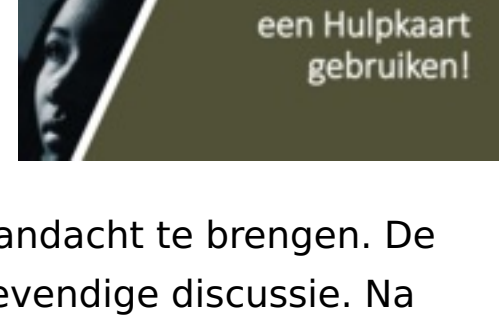 een Hulpkaart
gebruiken!
andacht te brengen. De
evendige discussie. Na